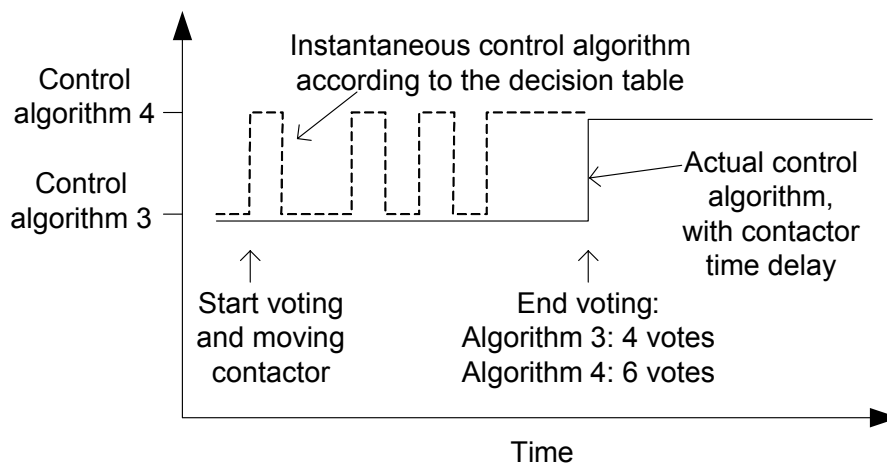 Instantaneous control algorithm
according to the decision table
Control
algorithm 4
Control
algorithm 3
Actual control
algorithm,
with contactor
time delay
Start voting
and moving
contactor
End voting:
Algorithm 3: 4 votes
Algorithm 4: 6 votes
Time